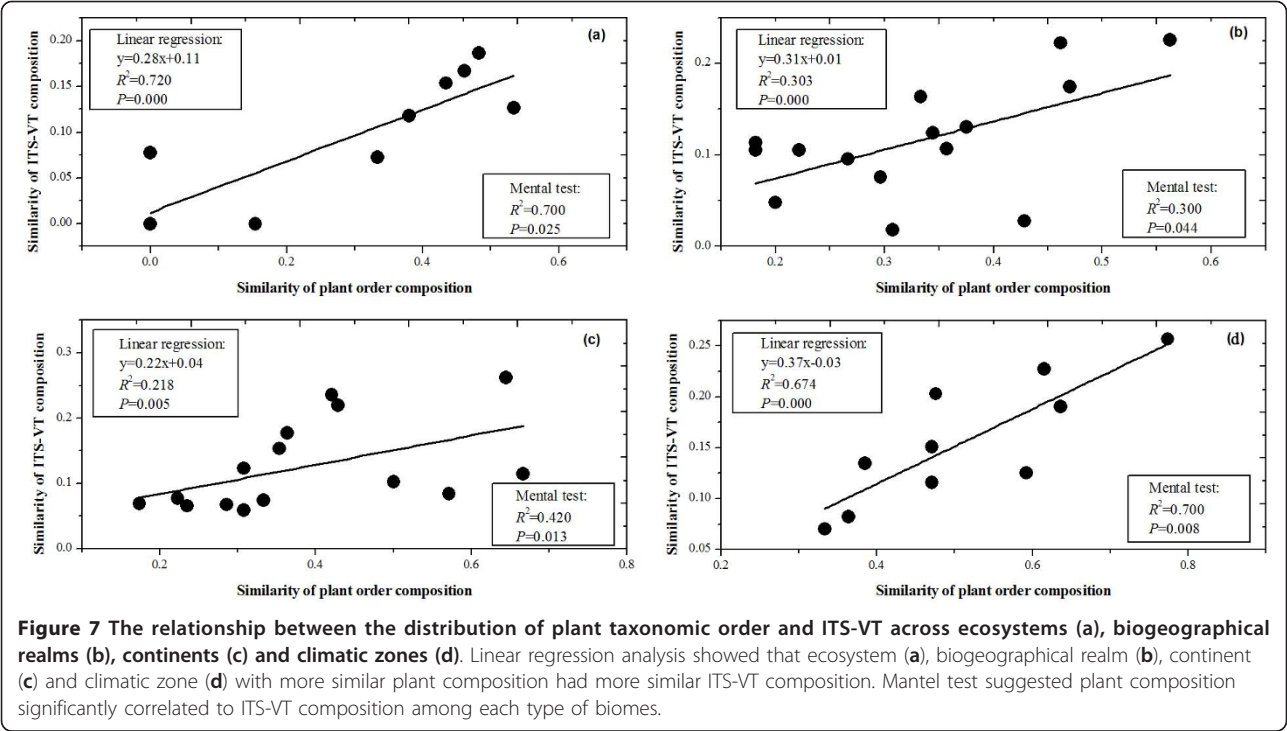 (a)
Linear regression:
y=0.28x+0.11
R²=0.720
P=0.000
Mental test:
R²=0.700
P=0.025
Similarity of ITS-VT composition
0.20
0.15
0.10
0.05
0.00
0.0 0.2 0.4 0.6
Similarity of plant order composition
(b)
Linear regression:
y=0.31x+0.01
R²=0.303
P=0.000
Mental test:
R²=0.300
P=0.044
Similarity of ITS-VT composition
0.2
0.1
0.0
0.2 0.3 0.4 0.5 0.6
Similarity of plant order composition
(c)
Linear regression:
y=0.22x+0.04
R²=0.218
P=0.005
Mental test:
R²=0.420
P=0.013
Similarity of ITS-VT composition
0.3
0.2
0.1
0.0
0.2 0.4 0.6 0.8
Similarity of plant order composition
(d)
Linear regression:
y=0.37x-0.03
R²=0.674
P=0.000
Mental test:
R²=0.700
P=0.008
Similarity of ITS-VT composition
0.25
0.20
0.15
0.10
0.05
0.2 0.4 0.6 0.8
Similarity of plant order composition
Figure 7 The relationship between the distribution of plant taxonomic order and ITS-VT across ecosystems (a), biogeographical
realms (b), continents (c) and climatic zones (d). Linear regression analysis showed that ecosystem (a), biogeographical realm (b), continent
(c) and climatic zone (d) with more similar plant composition had more similar ITS-VT composition. Mantel test suggested plant composition
significantly correlated to ITS-VT composition among each type of biomes.